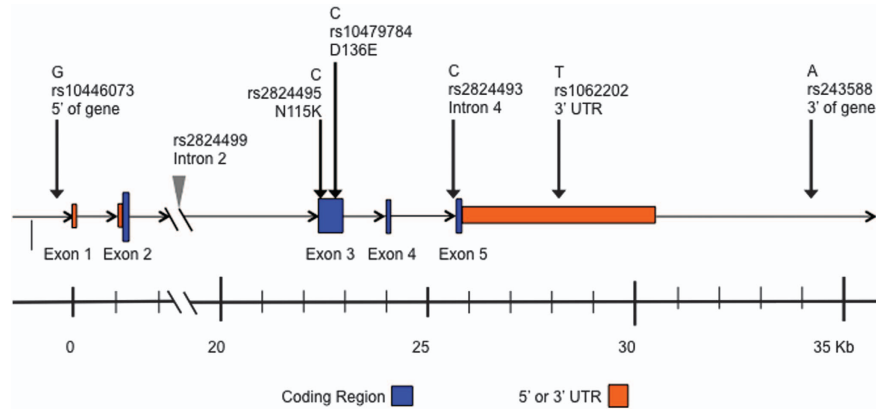 C
rs10479784
D136E
G
rs10446073
5' of gene
C
rs2824495
N115K
C
rs2824493
Intron 4
T
rs1062202
3' UTR
A
rs243588
3' of gene
rs2824499
Intron 2
Exon 1 Exon 2 Exon 3 Exon 4 Exon 5
0 20 25 30 35 Kb
Coding Region 5' or 3' UTR